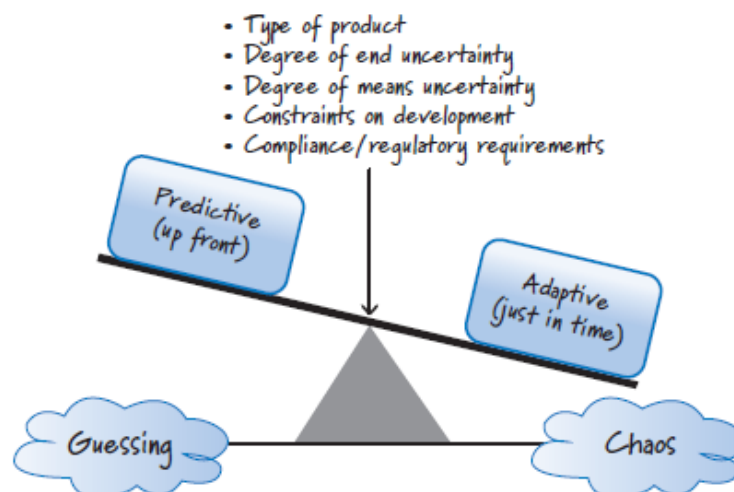 • Type of product
• Degree of end uncertainty
• Degree of means uncertainty
• Constraints on development
• Compliance/regulatory requirements
Predictive
(up front)
Adaptive
(just in time)
Guessing
Chaos